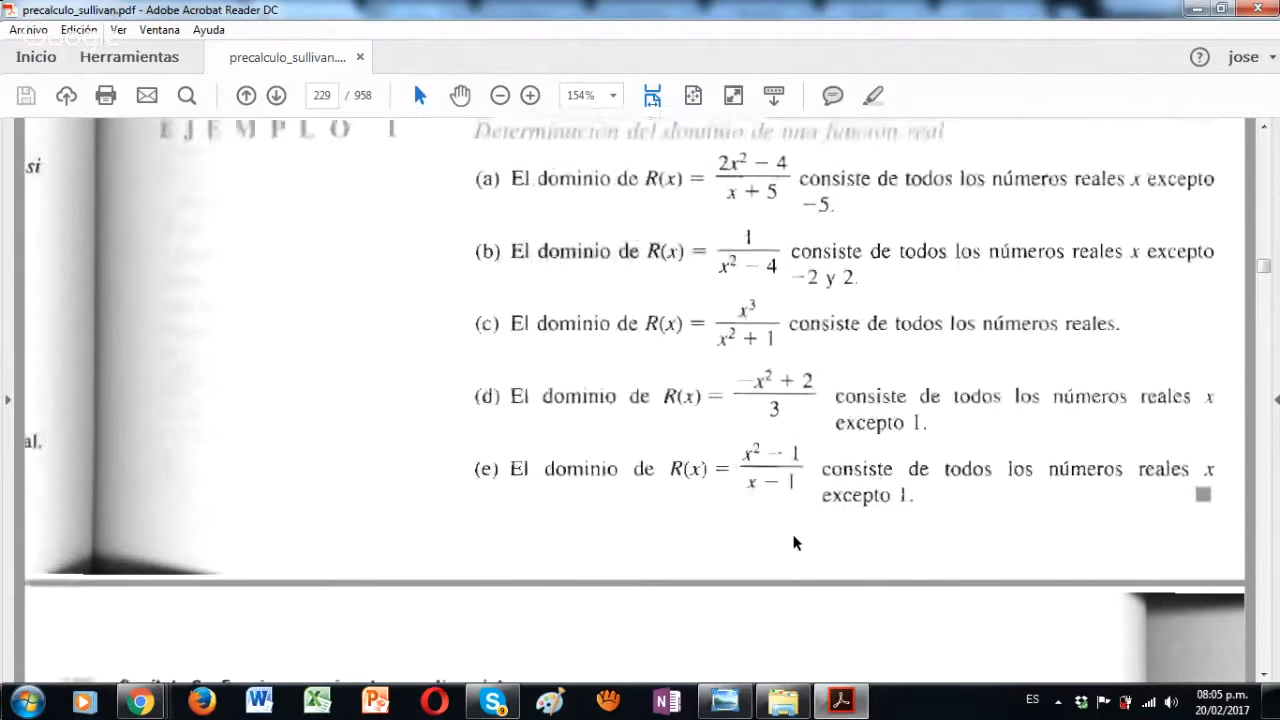 precalculo_sullivan.pdf - Adobe Acrobat Reader DC
Archivo Edición Ver Ventana Ayuda
Google
Inicio Herramientas precalculo_sullivan.... × jose
229 / 958 154%
EJEMPLO 1 Determinación del dominio de una función real
si
(a) El dominio de R(x) = (2x² − 4)/(x + 5) consiste de todos los números reales x excepto
−5.
(b) El dominio de R(x) = 1/(x² − 4) consiste de todos los números reales x excepto
−2 y 2.
(c) El dominio de R(x) = x³/(x² + 1) consiste de todos los números reales.
(d) El dominio de R(x) = (−x² + 2)/3 consiste de todos los números reales x
excepto 1.
al.
(e) El dominio de R(x) = (x² − 1)/(x − 1) consiste de todos los números reales x
excepto 1.
ES 08:05 p.m.
20/02/2017